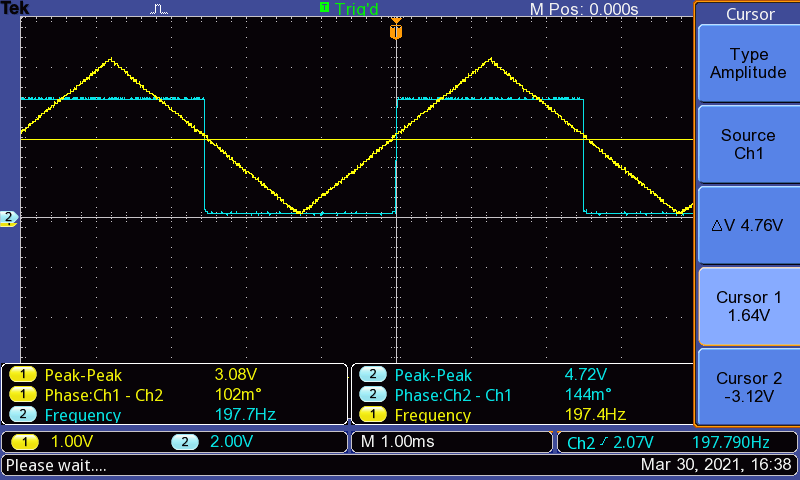 Tek T Trig'd M Pos: 0.000s Cursor
T
Type
Amplitude
Source
Ch1
2
△V 4.76V
Cursor 1
1.64V
Cursor 2
-3.12V
1 Peak-Peak 3.08V 2 Peak-Peak 4.72V
1 Phase:Ch1 - Ch2 102m° 2 Phase:Ch2 - Ch1 144m°
2 Frequency 197.7Hz 1 Frequency 197.4Hz
1 1.00V 2 2.00V M 1.00ms Ch2 2.07V 197.790Hz
Please wait.... Mar 30, 2021, 16:38